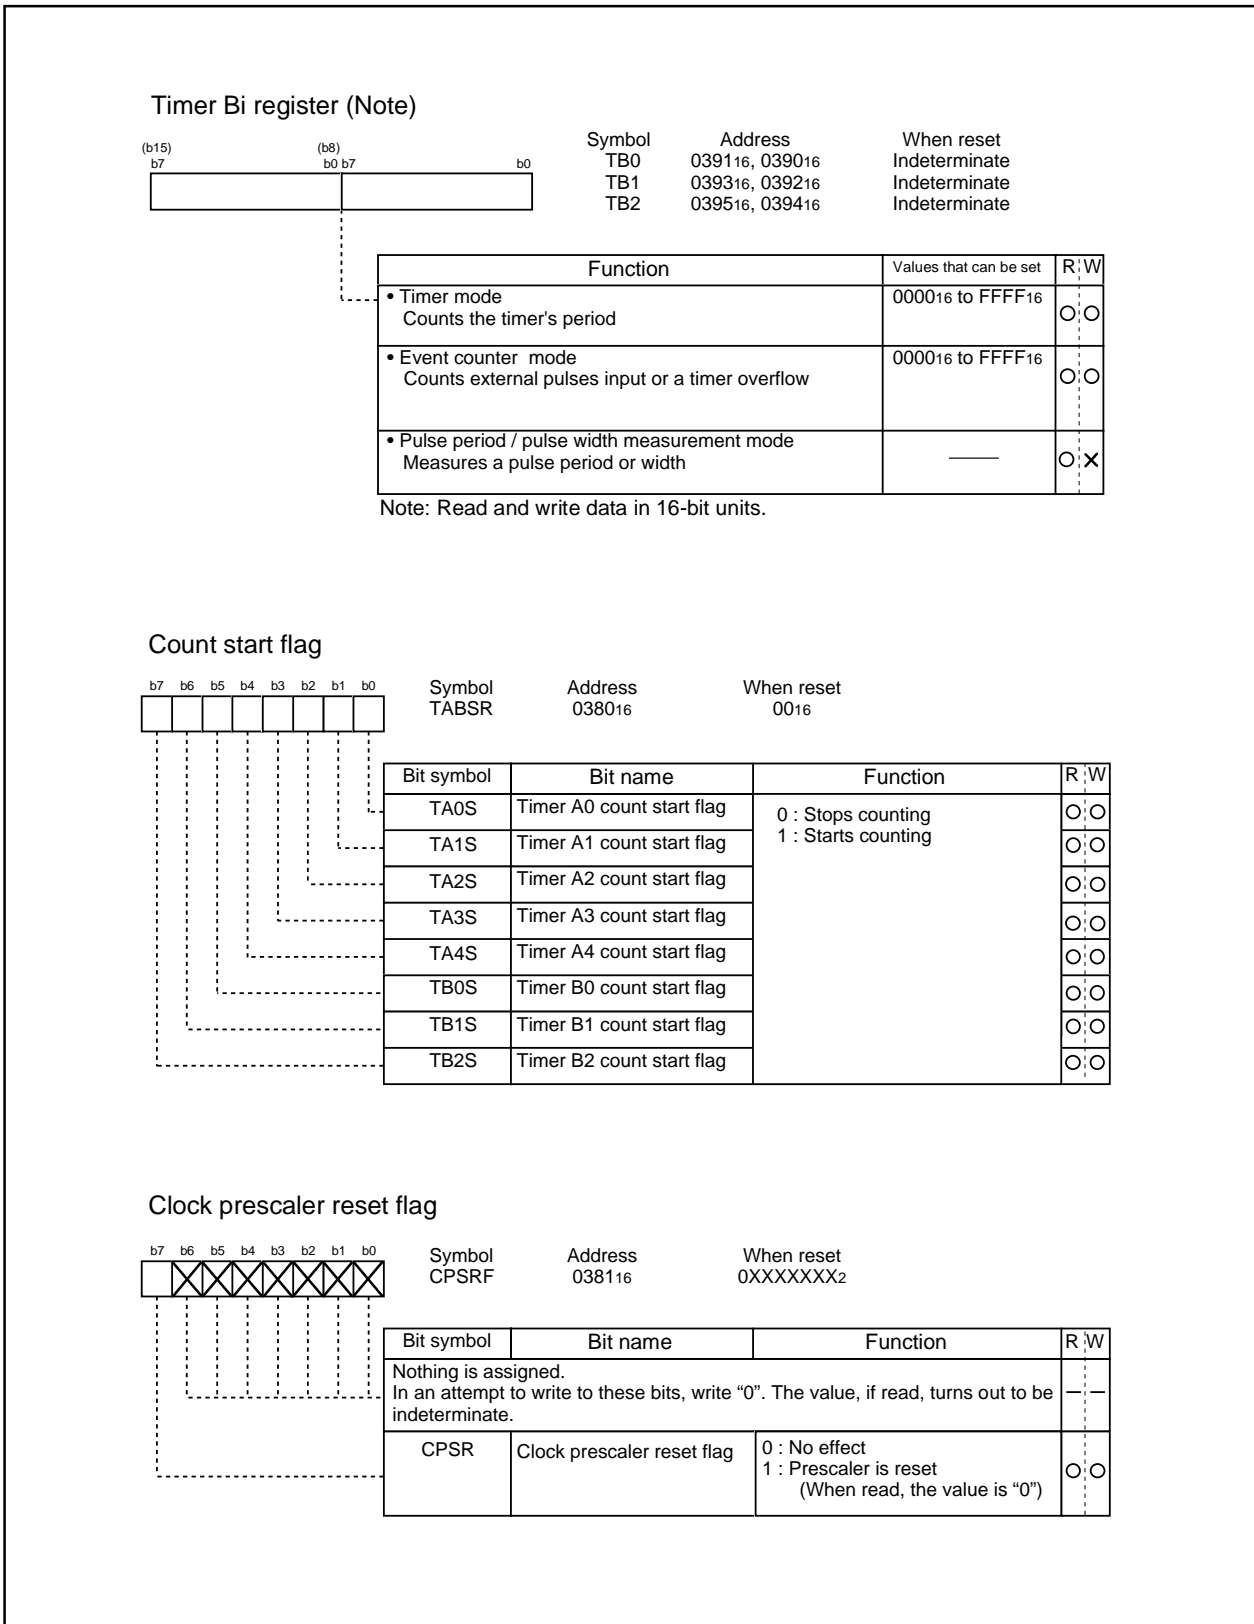 Timer Bi register (Note)
Symbol Address When reset
(b15) (b8)
b7 b0 b7 b0
TB0 039116, 039016 Indeterminate
TB1 039316, 039216 Indeterminate
TB2 039516, 039416 Indeterminate
Function Values that can be set R W
• Timer mode 000016 to FFFF16
Counts the timer's period
• Event counter mode 000016 to FFFF16
Counts external pulses input or a timer overflow
• Pulse period / pulse width measurement mode
Measures a pulse period or width
Note: Read and write data in 16-bit units.
Count start flag
b7 b6 b5 b4 b3 b2 b1 b0
Symbol Address When reset
TABSR 038016 0016
Bit symbol Bit name Function R W
TA0S Timer A0 count start flag 0 : Stops counting
1 : Starts counting
TA1S Timer A1 count start flag
TA2S Timer A2 count start flag
TA3S Timer A3 count start flag
TA4S Timer A4 count start flag
TB0S Timer B0 count start flag
TB1S Timer B1 count start flag
TB2S Timer B2 count start flag
Clock prescaler reset flag
b7 b6 b5 b4 b3 b2 b1 b0
Symbol Address When reset
CPSRF 038116 0XXXXXXX2
Bit symbol Bit name Function R W
Nothing is assigned.
In an attempt to write to these bits, write “0”. The value, if read, turns out to be
indeterminate.
CPSR Clock prescaler reset flag 0 : No effect
1 : Prescaler is reset
(When read, the value is “0”)